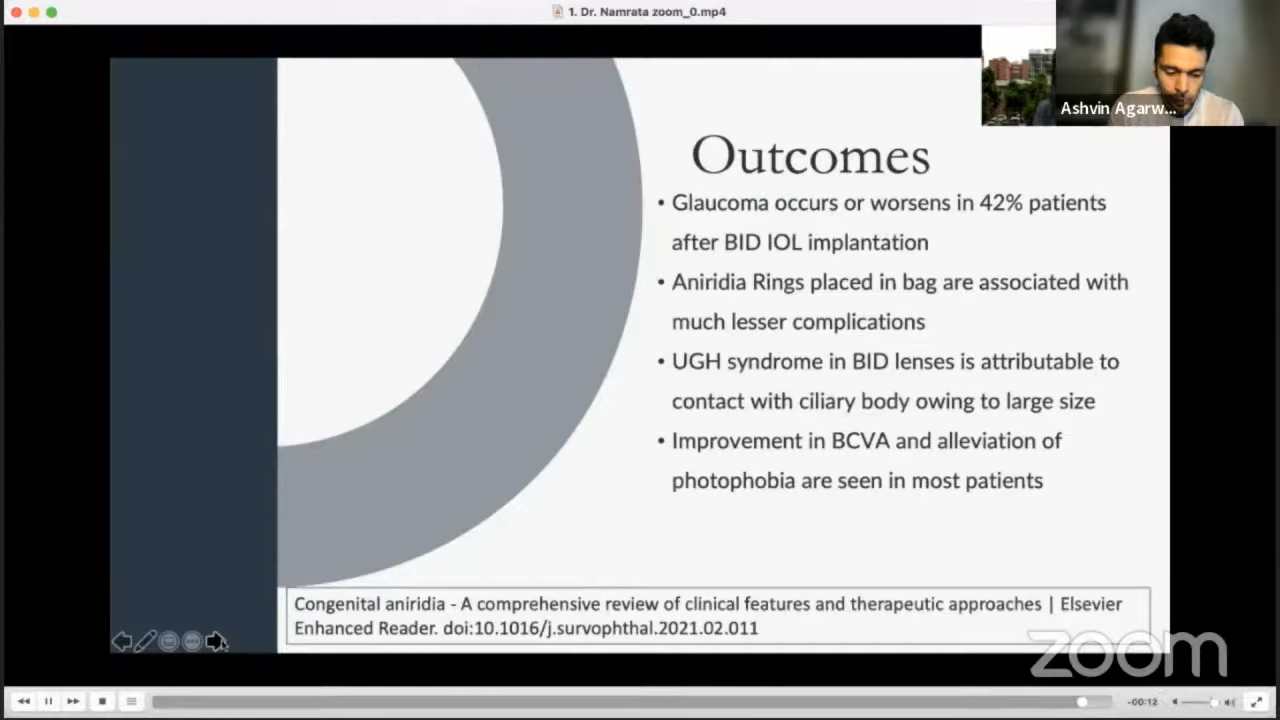 1. Dr. Namrata zoom_0.mp4
Ashvin Agarw...
Outcomes
• Glaucoma occurs or worsens in 42% patients
after BID IOL implantation
• Aniridia Rings placed in bag are associated with
much lesser complications
• UGH syndrome in BID lenses is attributable to
contact with ciliary body owing to large size
• Improvement in BCVA and alleviation of
photophobia are seen in most patients
Congenital aniridia - A comprehensive review of clinical features and therapeutic approaches | Elsevier
Enhanced Reader. doi:10.1016/j.survophthal.2021.02.011
zoom
-00:12